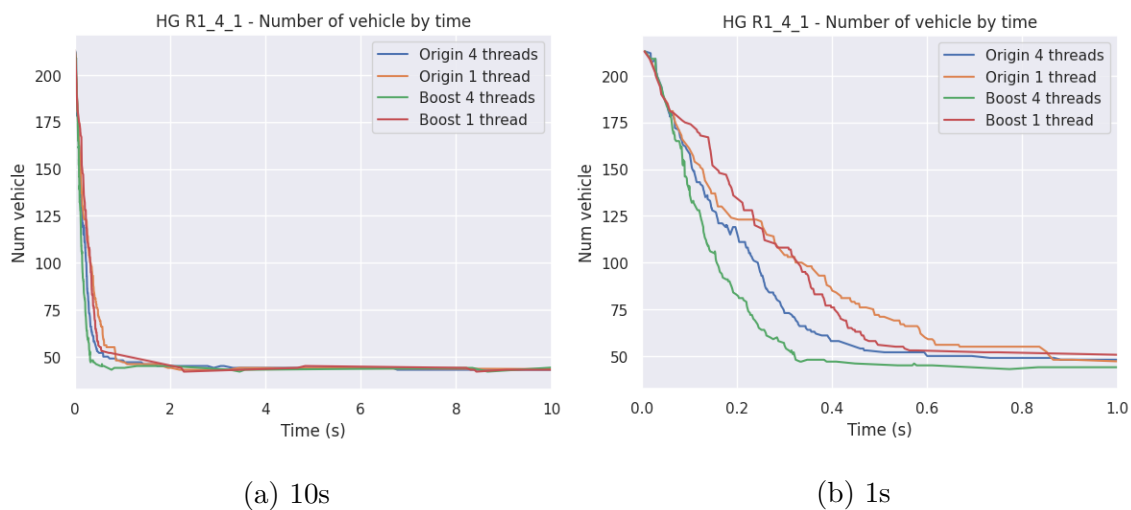 HG R1_4_1 - Number of vehicle by time
Origin 4 threads
Origin 1 thread
Boost 4 threads
Boost 1 thread
Num vehicle
200
175
150
125
100
75
50
0 2 4 6 8 10
Time (s)
(a) 10s
HG R1_4_1 - Number of vehicle by time
Origin 4 threads
Origin 1 thread
Boost 4 threads
Boost 1 thread
Num vehicle
200
175
150
125
100
75
50
0.0 0.2 0.4 0.6 0.8 1.0
Time (s)
(b) 1s